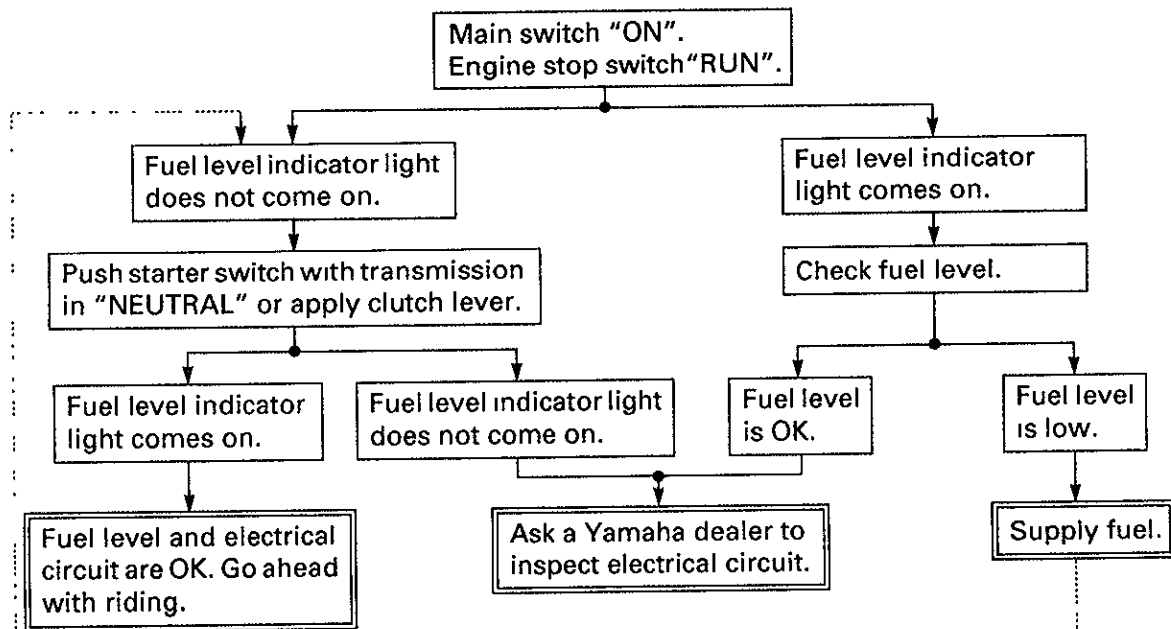 Main switch “ON”.
Engine stop switch“RUN”.
Fuel level indicator light
does not come on.
Fuel level indicator
light comes on.
Push starter switch with transmission
in “NEUTRAL” or apply clutch lever.
Check fuel level.
Fuel level indicator
light comes on.
Fuel level indicator light
does not come on.
Fuel level
is OK.
Fuel level
is low.
Fuel level and electrical
circuit are OK. Go ahead
with riding.
Ask a Yamaha dealer to
inspect electrical circuit.
Supply fuel.